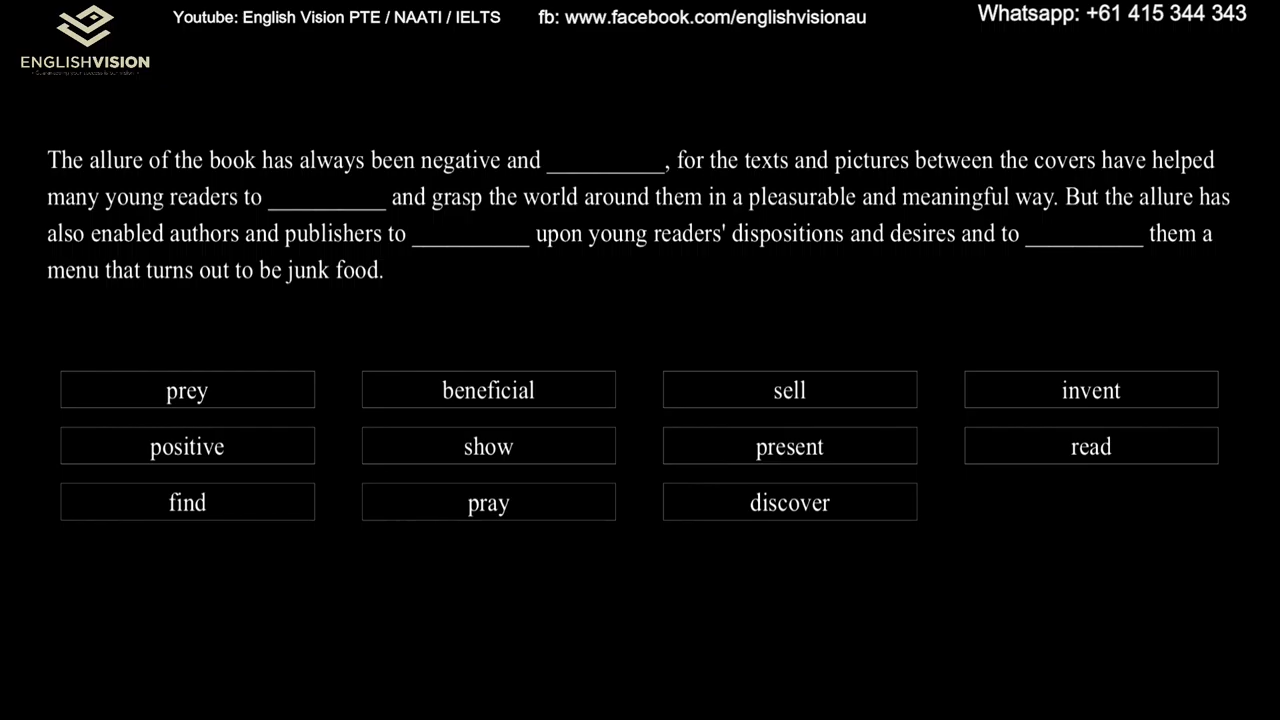 Youtube: English Vision PTE / NAATI / IELTS fb: www.facebook.com/englishvisionau Whatsapp: +61 415 344 343
ENGLISHVISION
The allure of the book has always been negative and __________, for the texts and pictures between the covers have helped
many young readers to __________ and grasp the world around them in a pleasurable and meaningful way. But the allure has
also enabled authors and publishers to __________ upon young readers' dispositions and desires and to __________ them a
menu that turns out to be junk food.
prey beneficial sell invent
positive show present read
find pray discover